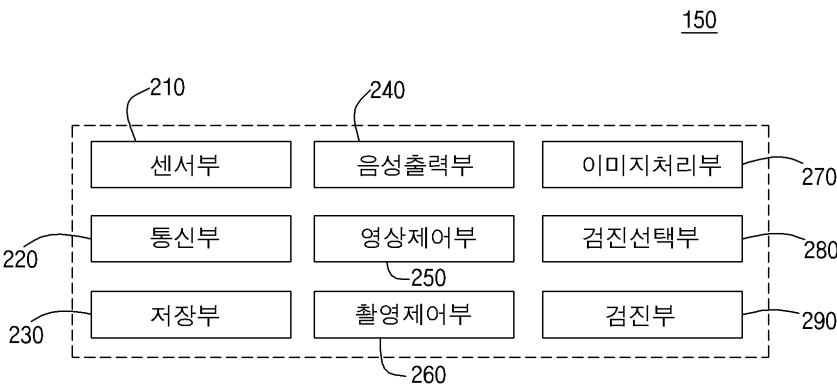 150
210
240
센서부
음성출력부
이미지처리부
270
통신부
영상제어부
검진선택부
220
250
280
저장부
촬영제어부
검진부
230
260
290